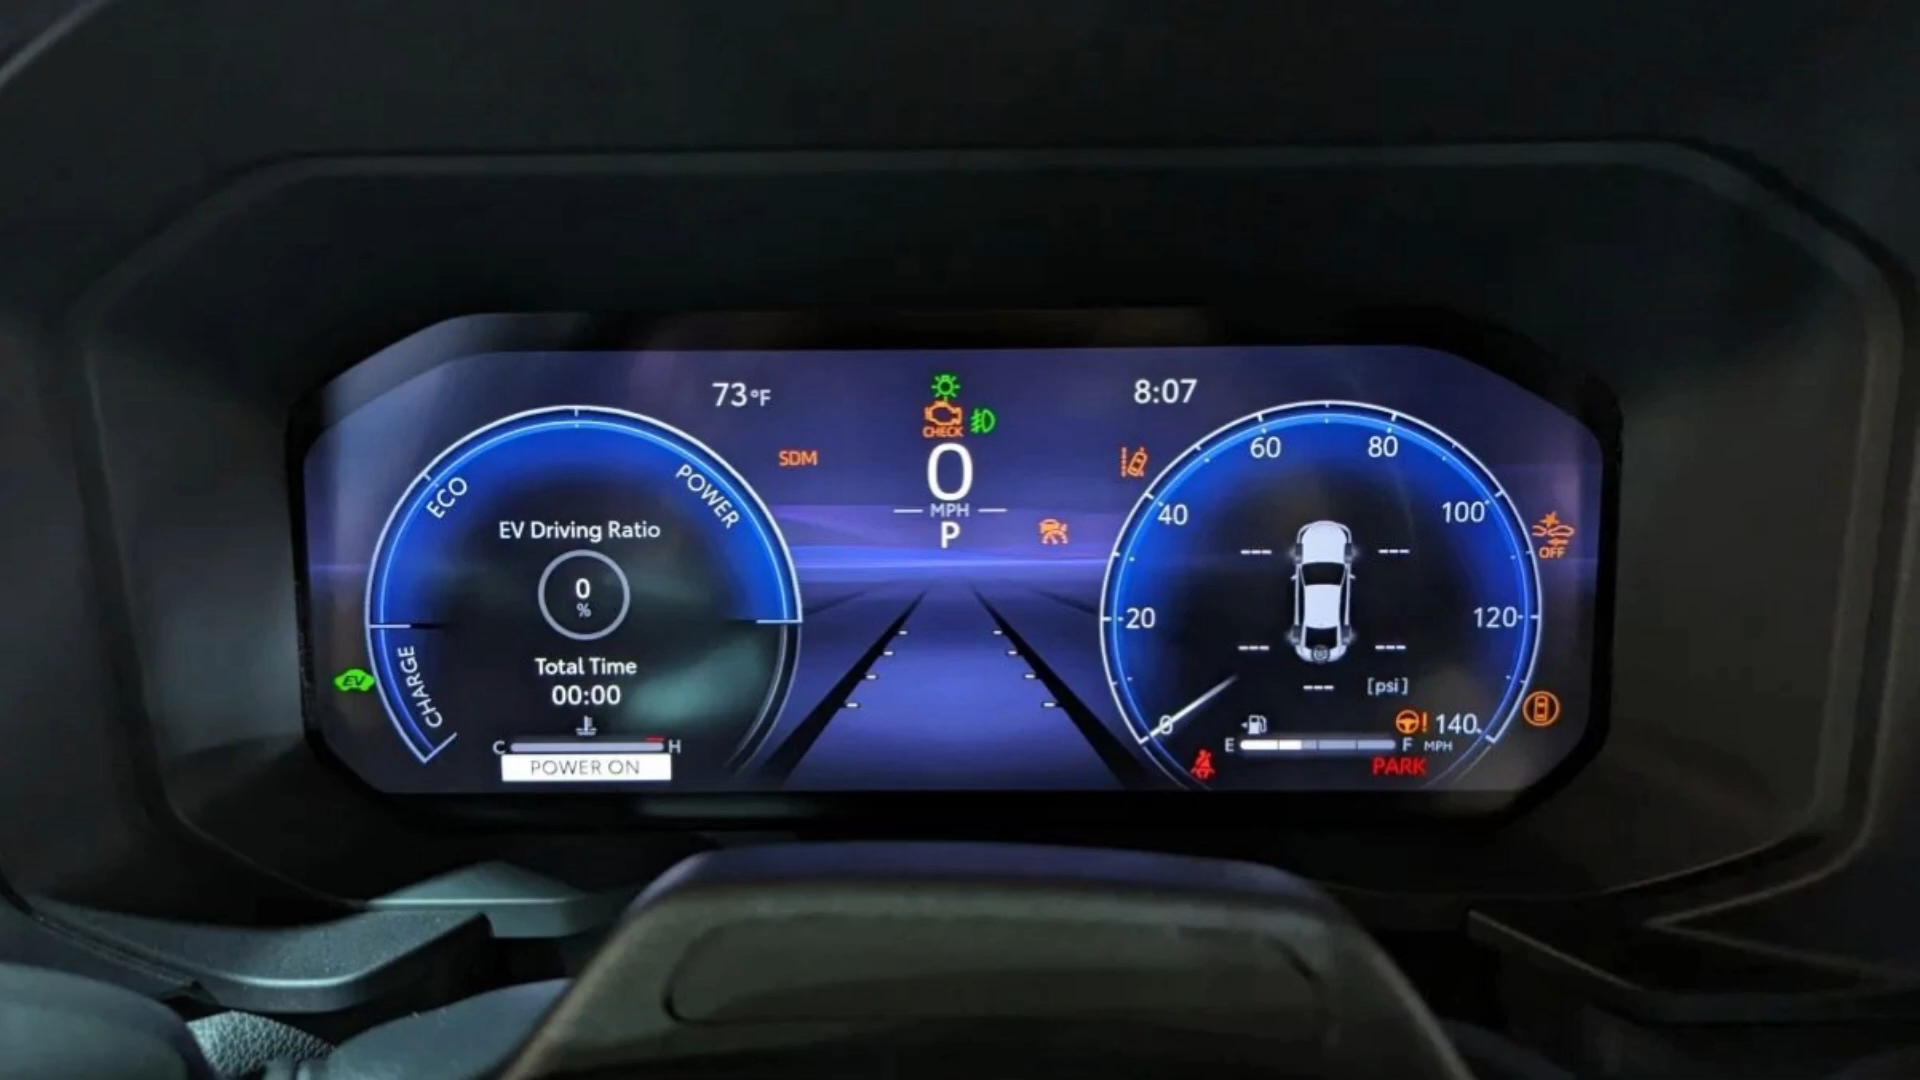 73°F
8:07
CHECK
SDM
0
MPH
P
ECO
POWER
CHARGE
EV Driving Ratio
0
%
Total Time
00:00
C
H
POWER ON
EV
0
20
40
60
80
100
120
140
MPH
---
---
---
---
---
[psi]
E
F
!
PARK
OFF